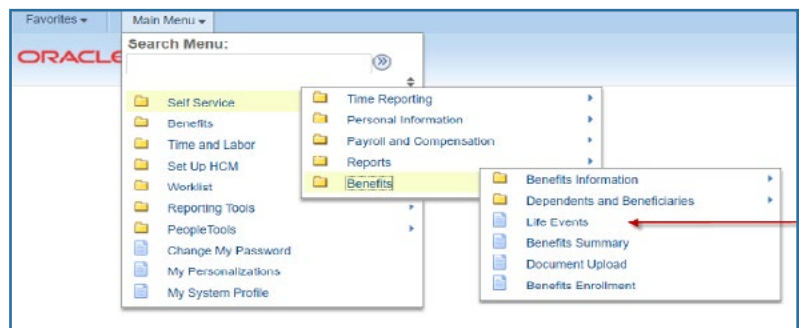 Favorites Main Menu
Search Menu:
ORACLE
Self Service
Benefits
Time and Labor
Set Up HCM
Worklist
Reporting Tools
PeopleTools
Change My Password
My Personalizations
My System Profile
Time Reporting
Personal Information
Payroll and Compensation
Reports
Benefits
Benefits Information
Dependents and Beneficiaries
Life Events
Benefits Summary
Document Upload
Benefits Enrollment